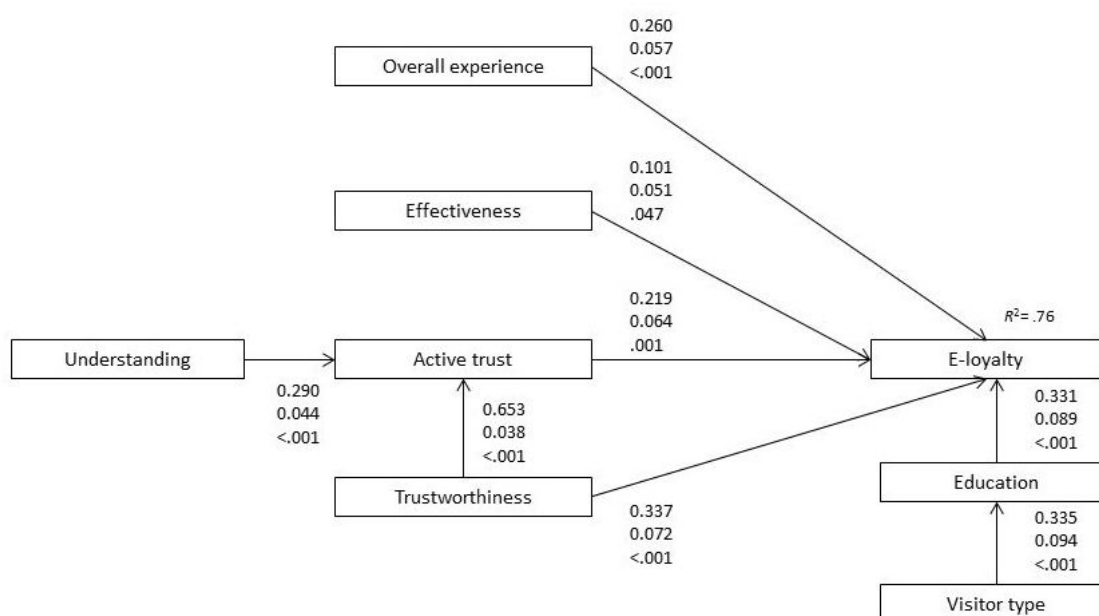 0.260
0.057
<.001
Overall experience
0.101
0.051
.047
Effectiveness
0.219
0.064
.001
R²= .76
Understanding
Active trust
E-loyalty
0.290
0.044
<.001
0.653
0.038
<.001
0.331
0.089
<.001
Trustworthiness
Education
0.337
0.072
<.001
0.335
0.094
<.001
Visitor type